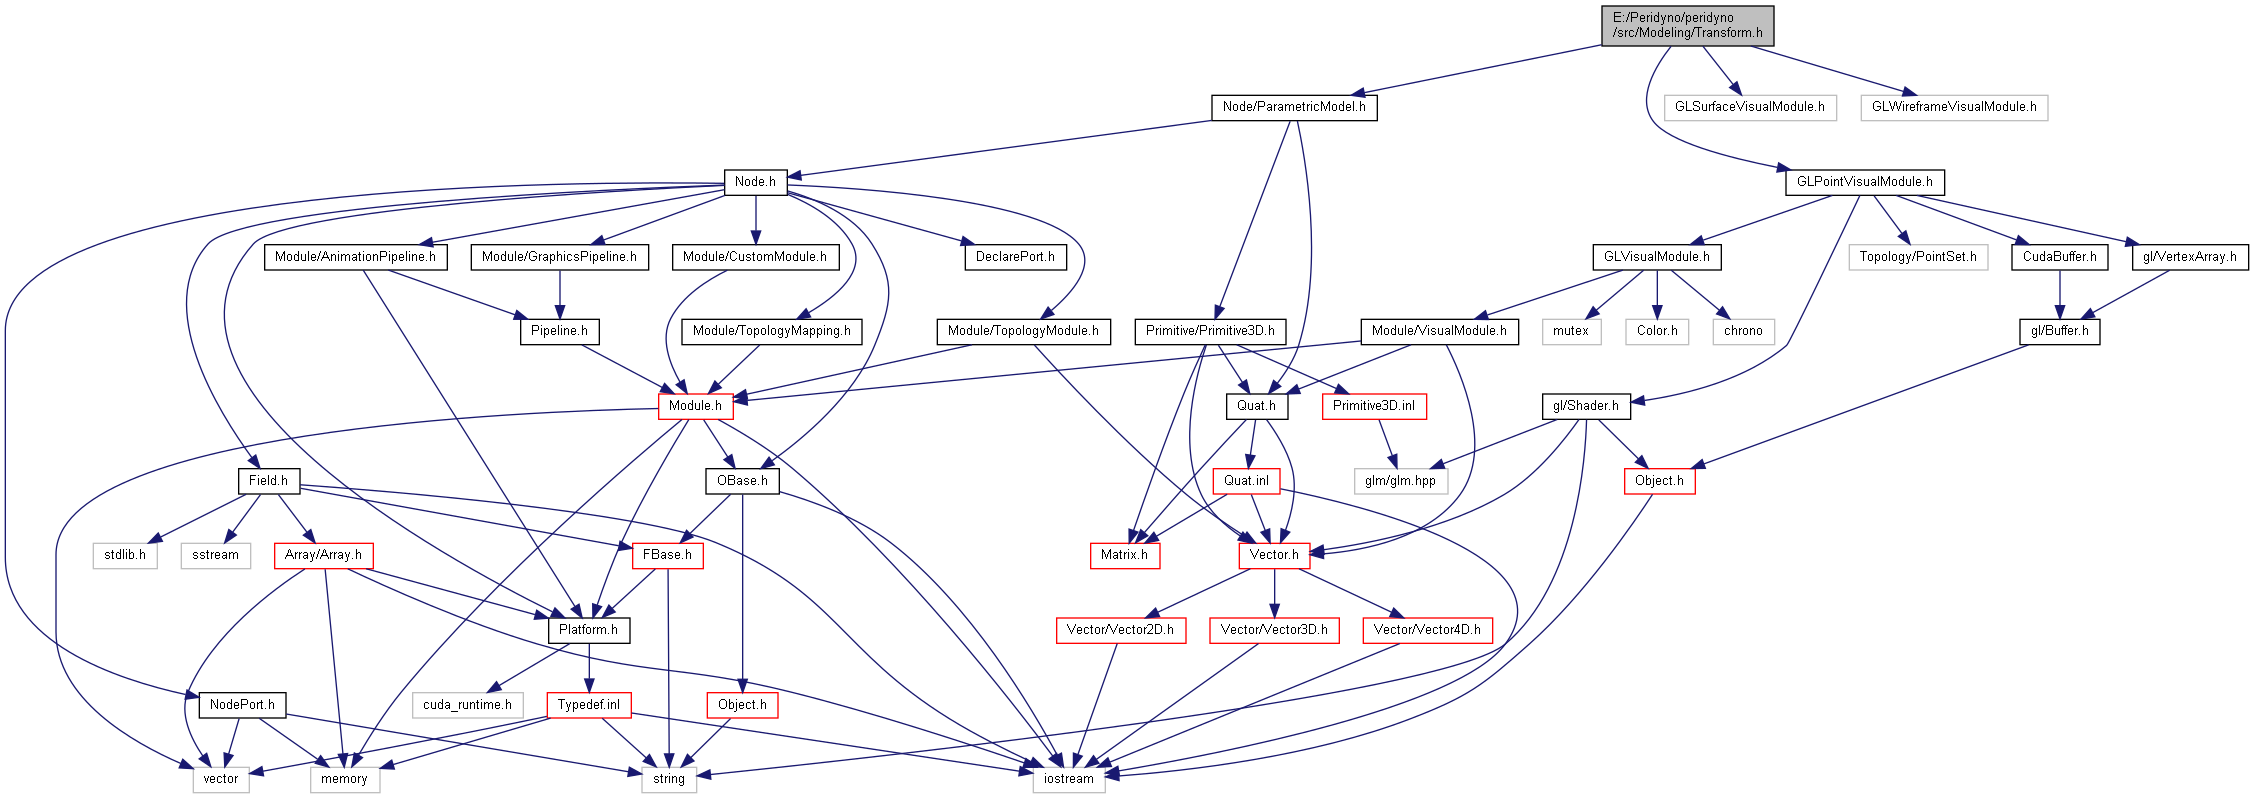 E:/Peridyno/peridyno
/src/Modeling/Transform.h
Node/ParametricModel.h
GLSurfaceVisualModule.h
GLWireframeVisualModule.h
Node.h
GLPointVisualModule.h
Module/AnimationPipeline.h
Module/GraphicsPipeline.h
Module/CustomModule.h
DeclarePort.h
GLVisualModule.h
Topology/PointSet.h
CudaBuffer.h
gl/VertexArray.h
Pipeline.h
Module/TopologyMapping.h
Module/TopologyModule.h
Primitive/Primitive3D.h
Module/VisualModule.h
mutex
Color.h
chrono
gl/Buffer.h
Module.h
Quat.h
Primitive3D.inl
gl/Shader.h
Field.h
OBase.h
Quat.inl
glm/glm.hpp
Object.h
stdlib.h
sstream
Array/Array.h
FBase.h
Matrix.h
Vector.h
Platform.h
Vector/Vector2D.h
Vector/Vector3D.h
Vector/Vector4D.h
NodePort.h
cuda_runtime.h
Typedef.inl
Object.h
vector
memory
string
iostream